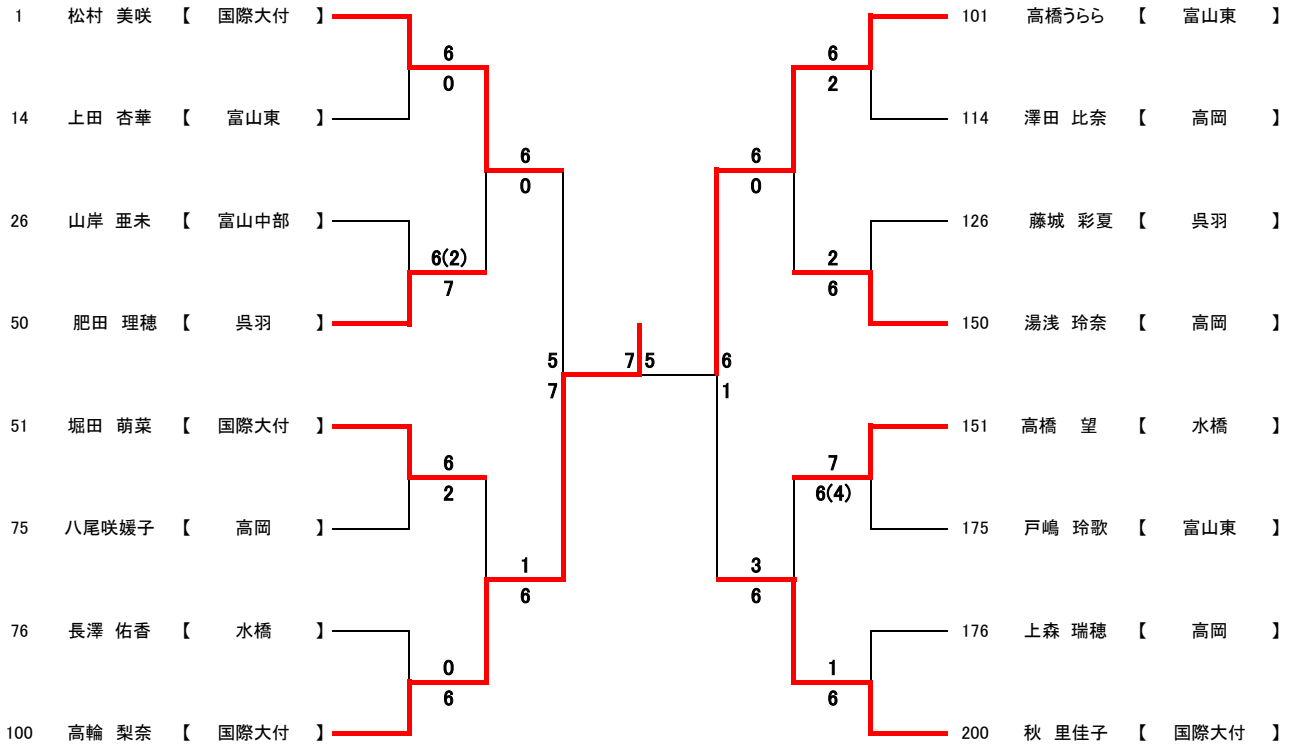 1 松村 美咲 【 国際大付 】 101 高橋うらら 【 富山東 】
6 6
0 2
14 上田 杏華 【 富山東 】 114 澤田 比奈 【 高岡 】
6 6
0 0
26 山岸 亜未 【 富山中部 】 126 藤城 彩夏 【 呉羽 】
6(2) 2
7 6
50 肥田 理穂 【 呉羽 】 150 湯浅 玲奈 【 高岡 】
5 7 5 6
7 1
51 堀田 萌菜 【 国際大付 】 151 高橋 望 【 水橋 】
6 7
2 6(4)
75 八尾咲媛子 【 高岡 】 175 戸嶋 玲歌 【 富山東 】
1 3
6 6
76 長澤 佑香 【 水橋 】 176 上森 瑞穂 【 高岡 】
0 1
6 6
100 高輪 梨奈 【 国際大付 】 200 秋 里佳子 【 国際大付 】